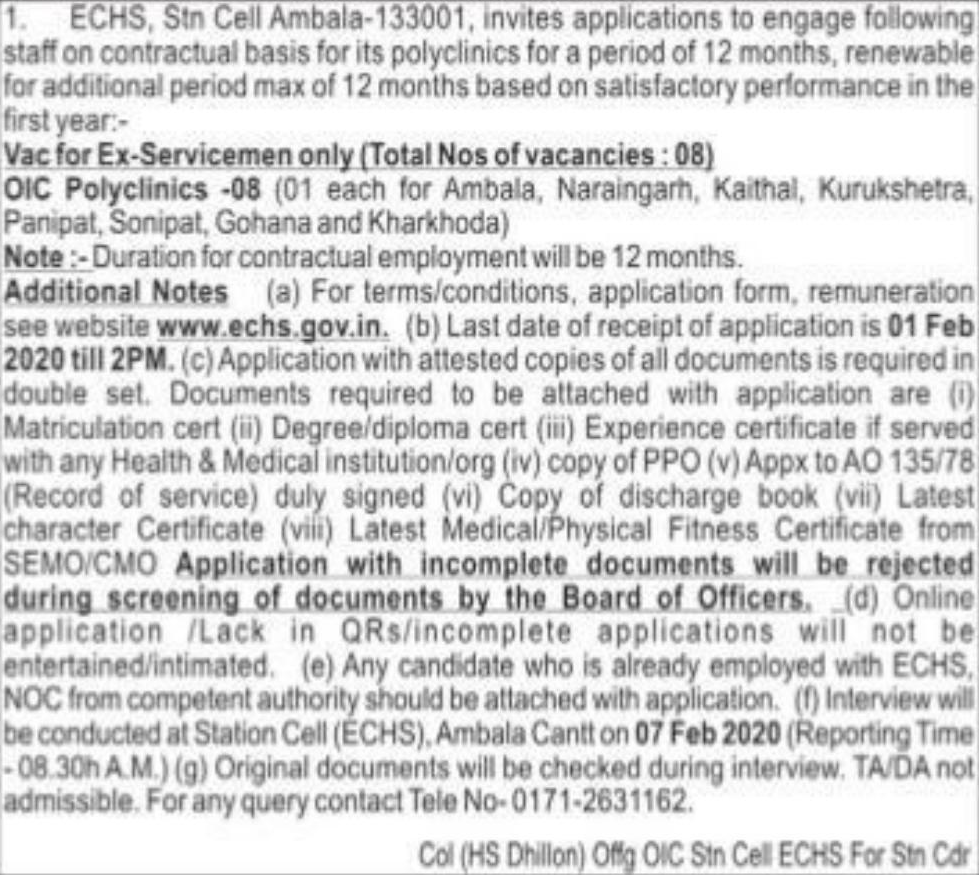 1. ECHS, Stn Cell Ambala-133001, invites applications to engage following
staff on contractual basis for its polyclinics for a period of 12 months, renewable
for additional period max of 12 months based on satisfactory performance in the
first year:-
Vac for Ex-Servicemen only (Total Nos of vacancies : 08)
OIC Polyclinics -08 (01 each for Ambala, Naraingarh, Kaithal, Kurukshetra,
Panipat, Sonipat, Gohana and Kharkhoda)
Note :- Duration for contractual employment will be 12 months.
Additional Notes (a) For terms/conditions, application form, remuneration
see website www.echs.gov.in. (b) Last date of receipt of application is 01 Feb
2020 till 2PM. (c) Application with attested copies of all documents is required in
double set. Documents required to be attached with application are (i)
Matriculation cert (ii) Degree/diploma cert (iii) Experience certificate if served
with any Health & Medical institution/org (iv) copy of PPO (v) Appx to AO 135/78
(Record of service) duly signed (vi) Copy of discharge book (vii) Latest
character Certificate (viii) Latest Medical/Physical Fitness Certificate from
SEMO/CMO Application with incomplete documents will be rejected
during screening of documents by the Board of Officers. (d) Online
application /Lack in QRs/incomplete applications will not be
entertained/intimated. (e) Any candidate who is already employed with ECHS,
NOC from competent authority should be attached with application. (f) Interview will
be conducted at Station Cell (ECHS), Ambala Cantt on 07 Feb 2020 (Reporting Time
- 08.30h A.M.) (g) Original documents will be checked during interview. TA/DA not
admissible. For any query contact Tele No- 0171-2631162.
Col (HS Dhillon) Offg OIC Stn Cell ECHS For Stn Cdr